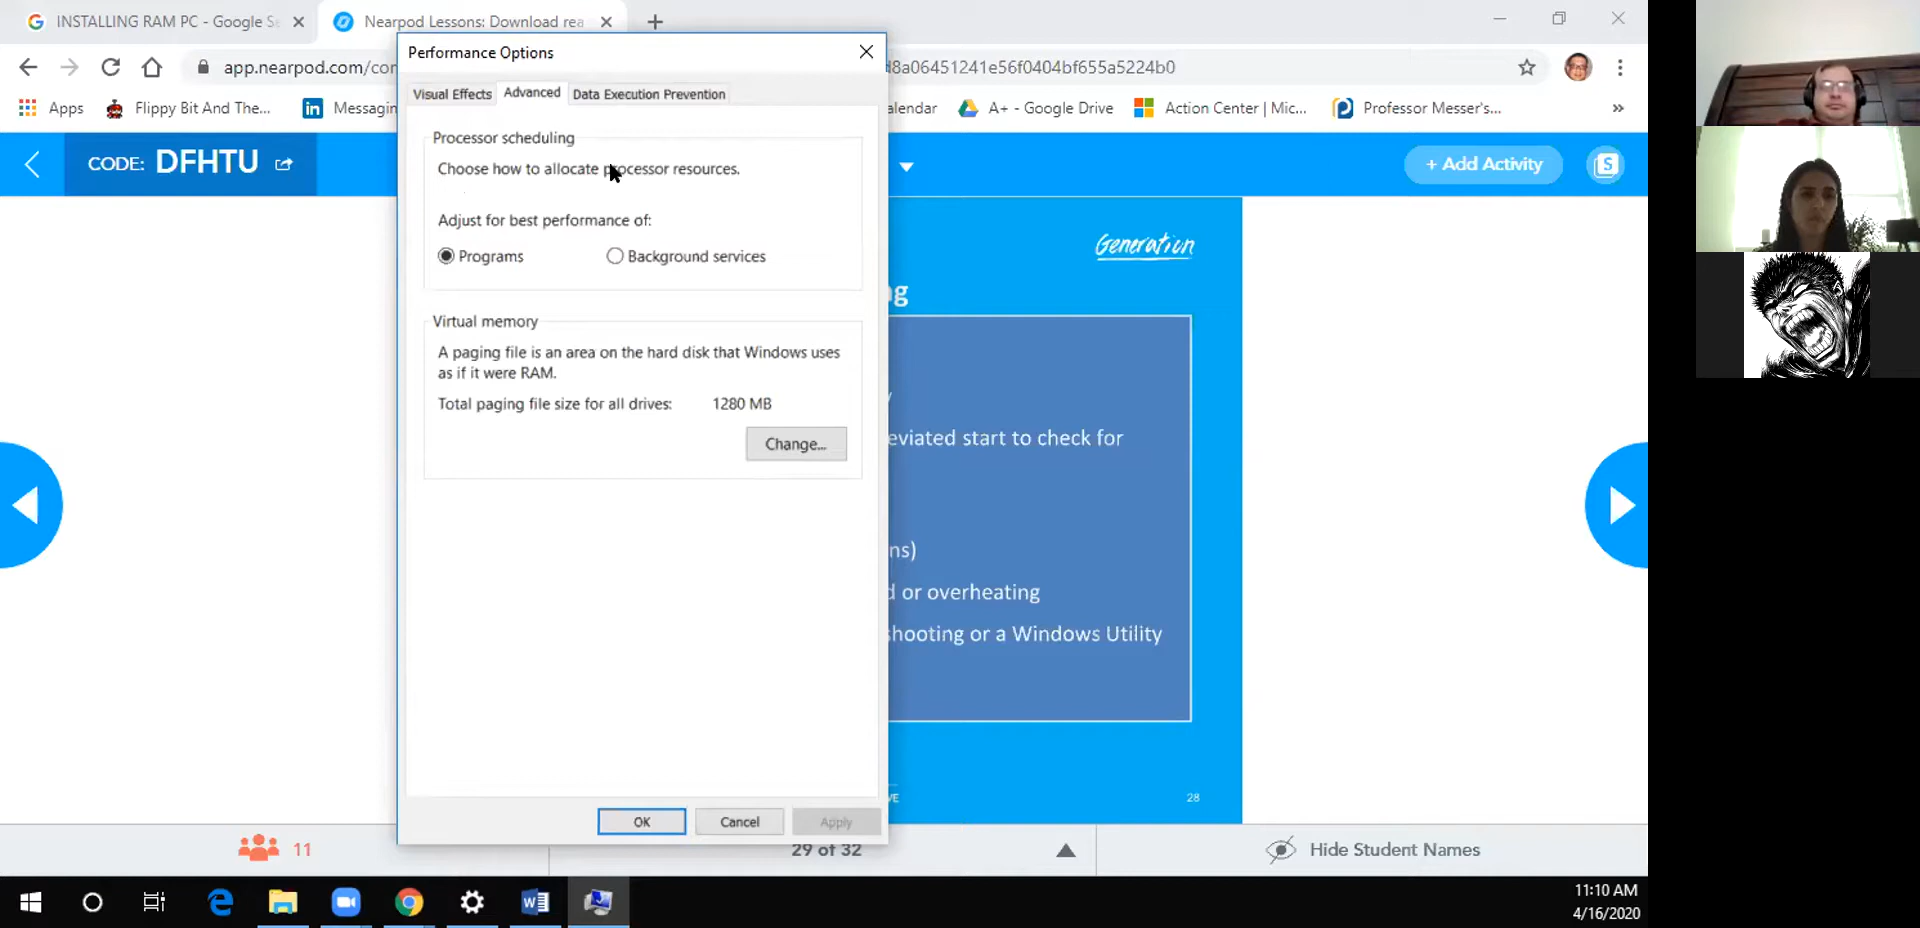 INSTALLING RAM PC - Google Se
Nearpod Lessons: Download rea
app.nearpod.com/cor
d8a06451241e56f0404bf655a5224b0
Apps
Flippy Bit And The...
Messagin
alendar
A+ - Google Drive
Action Center | Mic...
Professor Messer's...
»
CODE: DFHTU
+ Add Activity
S
Performance Options
Visual Effects
Advanced
Data Execution Prevention
Processor scheduling
Choose how to allocate processor resources.
Adjust for best performance of:
Programs
Background services
Virtual memory
A paging file is an area on the hard disk that Windows uses
as if it were RAM.
Total paging file size for all drives: 1280 MB
Change...
OK
Cancel
Apply
Generation
g
y
eviated start to check for
ns)
d or overheating
shooting or a Windows Utility
VE
28
11
29 of 32
Hide Student Names
11:10 AM
4/16/2020